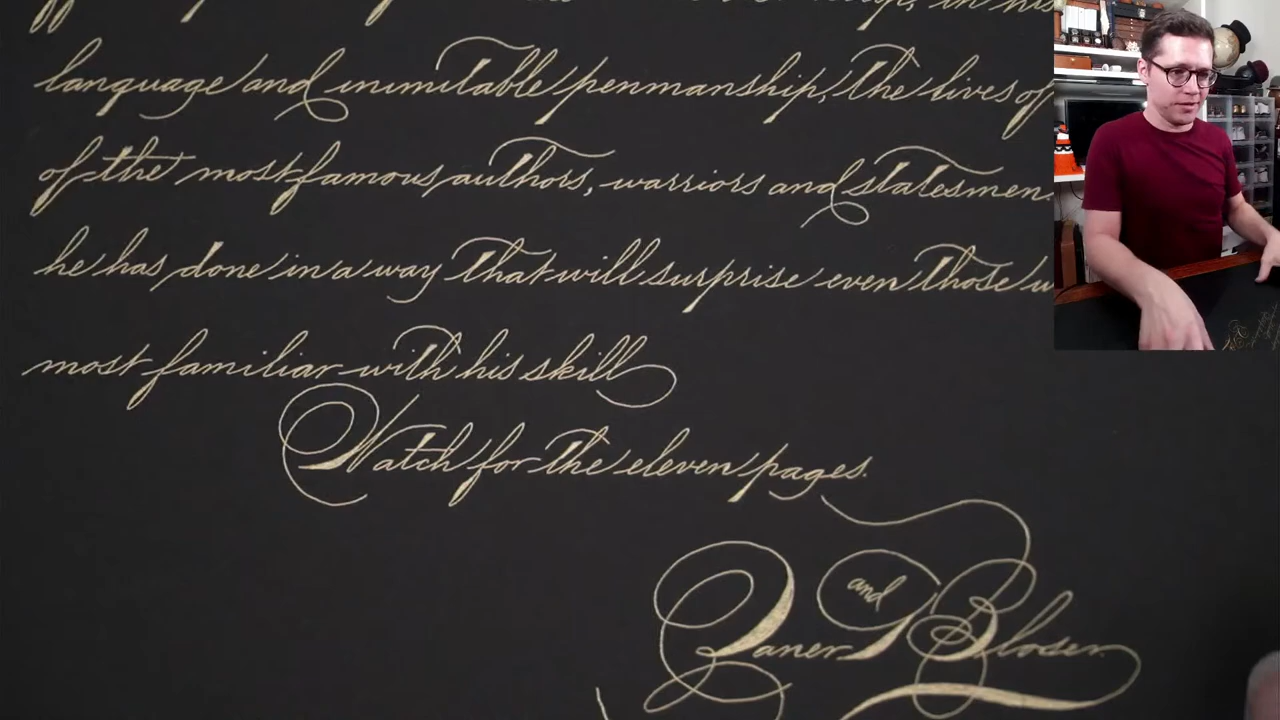 in his
language and inimitable penmanship, the lives of
of the most famous authors, warriors and statesmen.
he has done in a way that will surprise even those
most familiar with his skill
Watch for the eleven pages.
Zaner and Bloser